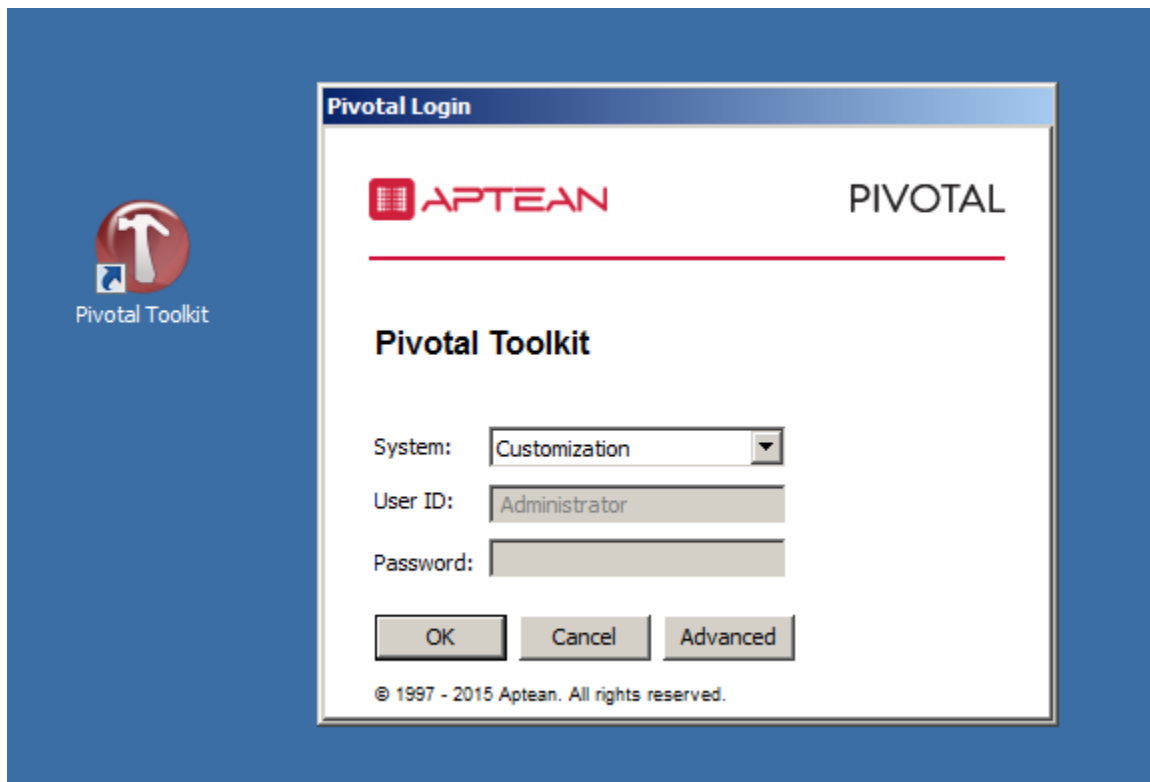 Pivotal Login
APTEAN
PIVOTAL
Pivotal Toolkit
Pivotal Toolkit
System: Customization
User ID: Administrator
Password:
OK Cancel Advanced
© 1997 - 2015 Aptean. All rights reserved.